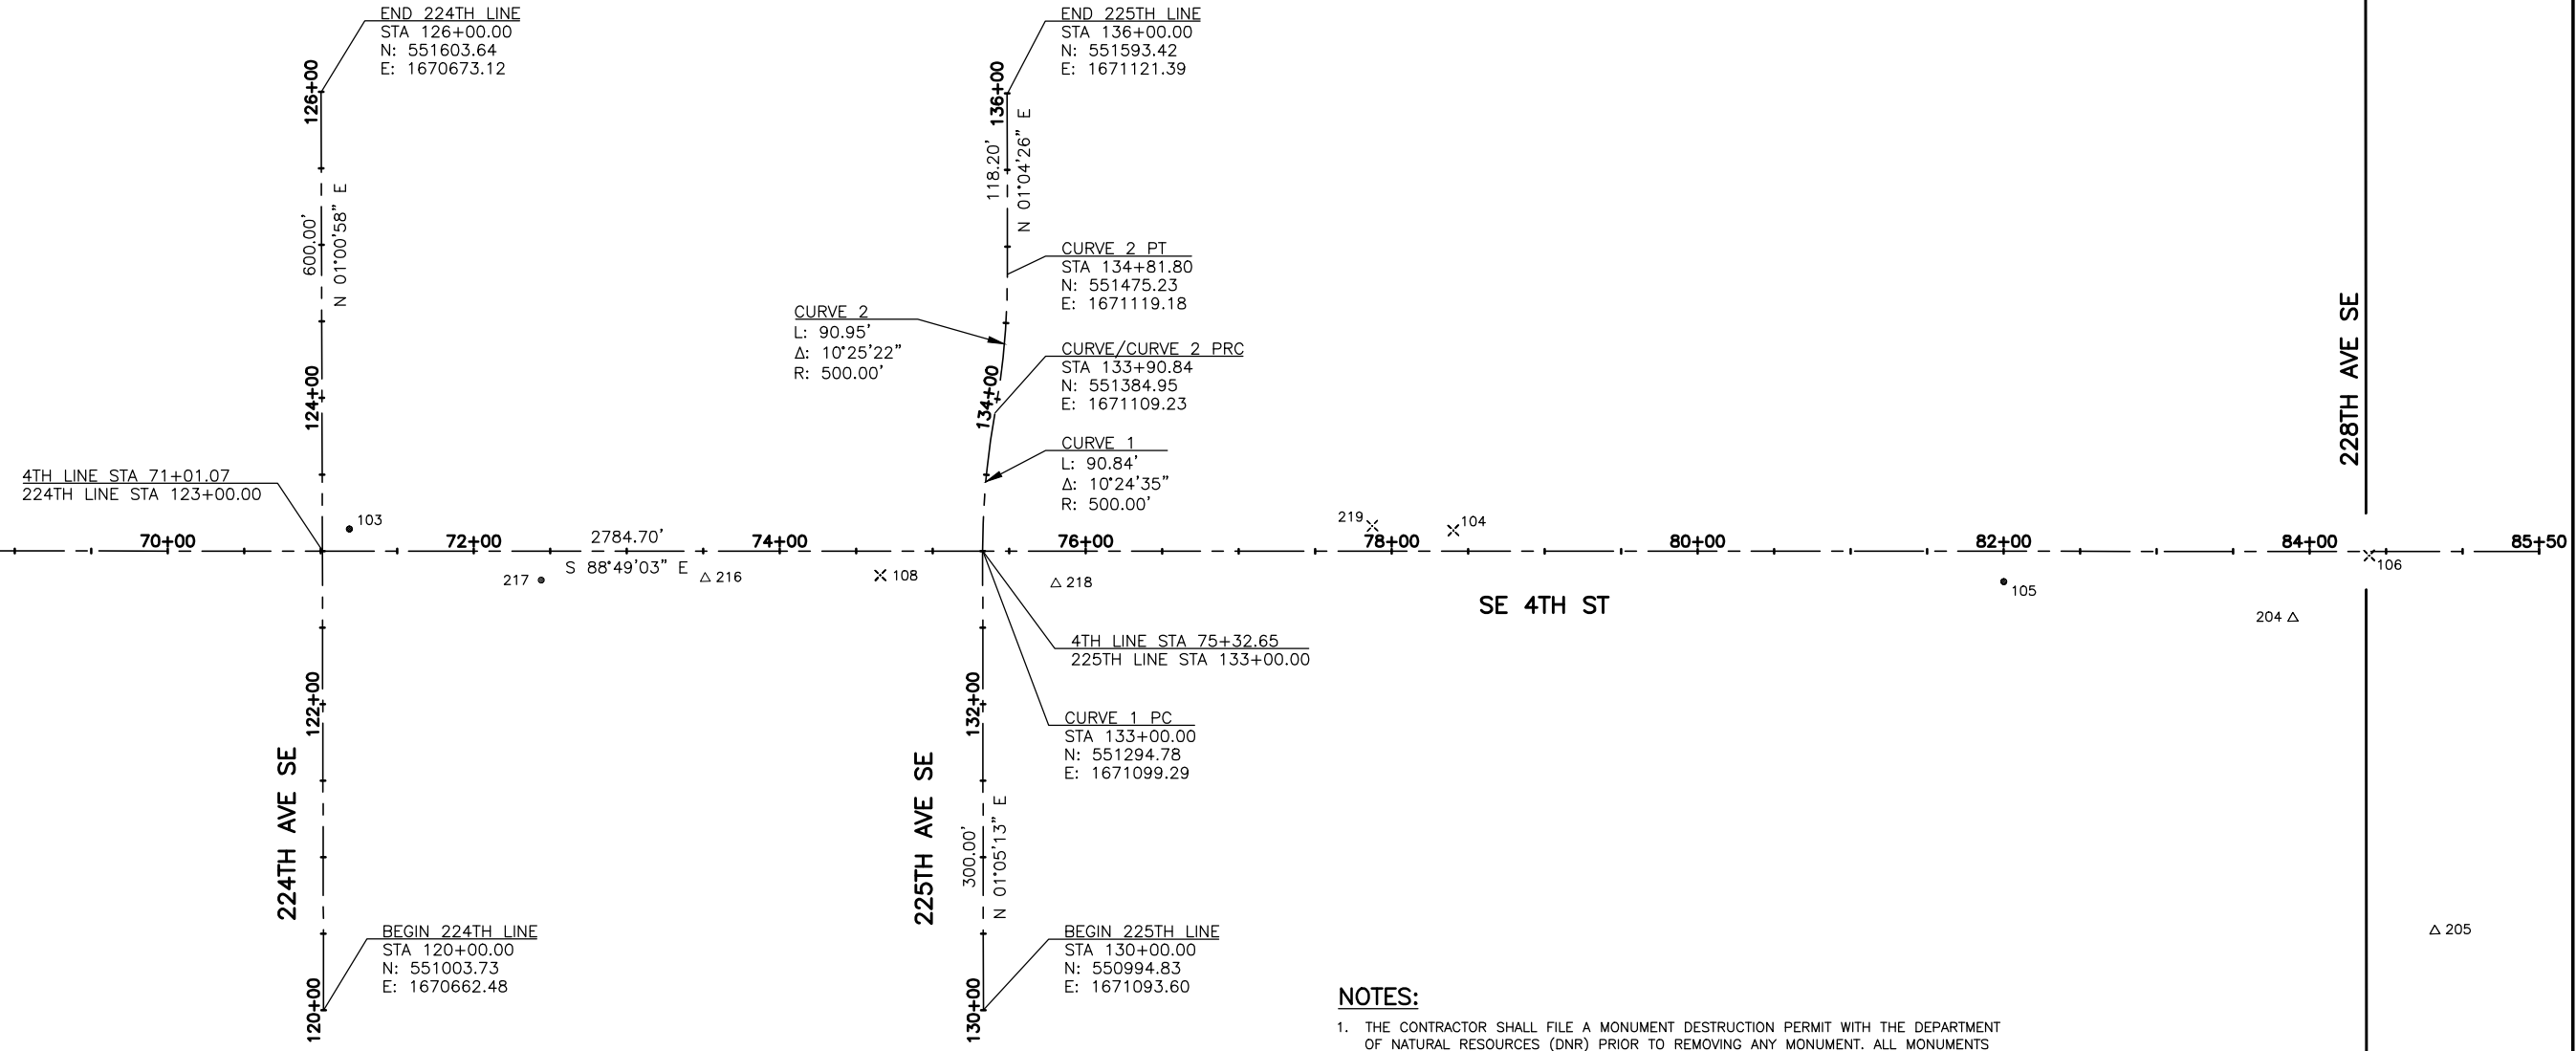 END 224TH LINE
STA 126+00.00
N: 551603.64
E: 1670673.12
126+00
600.00'
N 01°00'58" E
124+00
4TH LINE STA 71+01.07
224TH LINE STA 123+00.00
122+00
224TH AVE SE
BEGIN 224TH LINE
STA 120+00.00
N: 551003.73
E: 1670662.48
120+00
END 225TH LINE
STA 136+00.00
N: 551593.42
E: 1671121.39
136+00
118.20'
N 01°04'26" E
CURVE 2 PT
STA 134+81.80
N: 551475.23
E: 1671119.18
CURVE 2
L: 90.95'
Δ: 10°25'22"
R: 500.00'
CURVE/CURVE 2 PRC
STA 133+90.84
N: 551384.95
E: 1671109.23
134+00
CURVE 1
L: 90.84'
Δ: 10°24'35"
R: 500.00'
103
70+00
72+00
2784.70'
S 88°49'03" E
74+00
76+00
219
104
78+00
80+00
82+00
84+00
85+50
217
216
108
218
105
106
204
SE 4TH ST
228TH AVE SE
4TH LINE STA 75+32.65
225TH LINE STA 133+00.00
132+00
CURVE 1 PC
STA 133+00.00
N: 551294.78
E: 1671099.29
225TH AVE SE
300.00'
N 01°05'13" E
BEGIN 225TH LINE
STA 130+00.00
N: 550994.83
E: 1671093.60
130+00
205
NOTES:
1. THE CONTRACTOR SHALL FILE A MONUMENT DESTRUCTION PERMIT WITH THE DEPARTMENT
OF NATURAL RESOURCES (DNR) PRIOR TO REMOVING ANY MONUMENT. ALL MONUMENTS